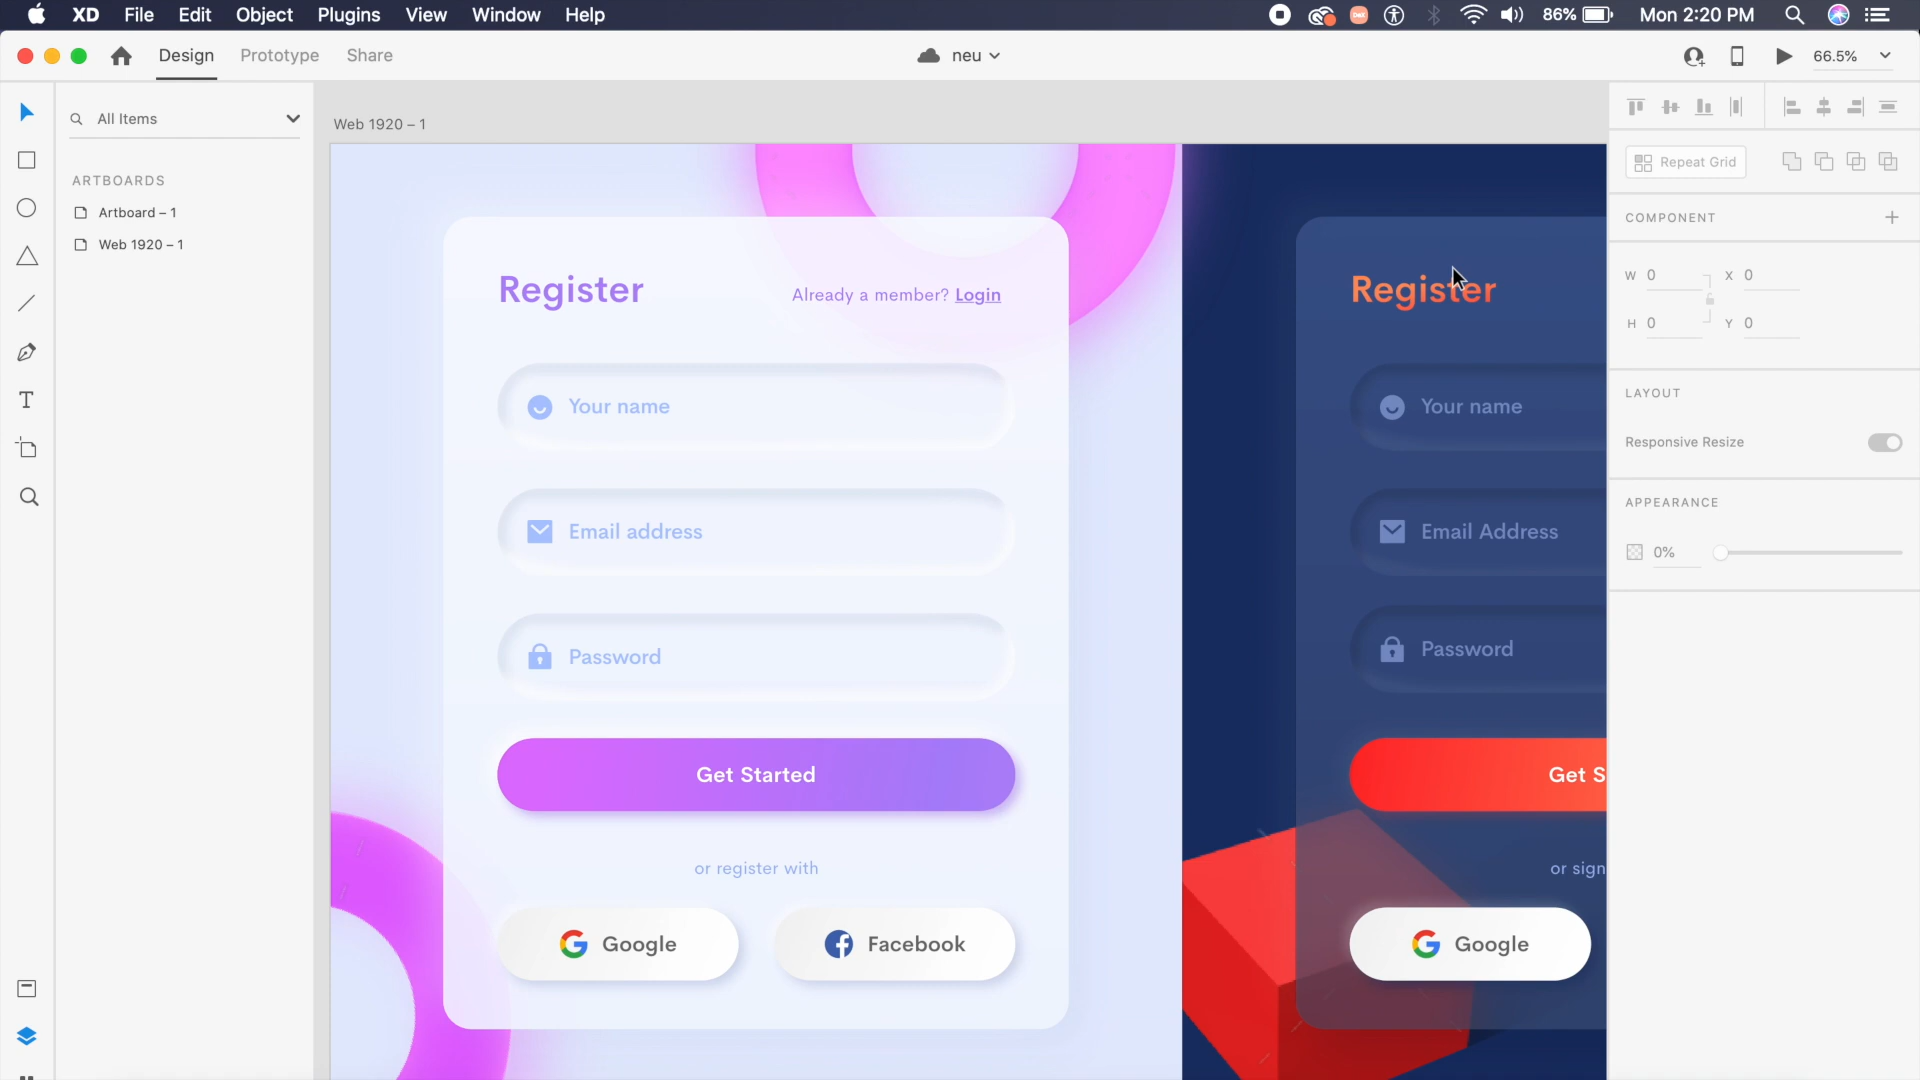 XD File Edit Object Plugins View Window Help
86% Mon 2:20 PM
Design Prototype Share
neu
66.5%
All Items
Web 1920 – 1
Repeat Grid
ARTBOARDS
Artboard – 1
Web 1920 – 1
COMPONENT
W 0 X 0
H 0 Y 0
LAYOUT
Responsive Resize
APPEARANCE
0%
Register
Already a member? Login
Your name
Email address
Password
Get Started
or register with
G Google
f Facebook
Register
Your name
Email Address
Password
Get S
or sign
G Google